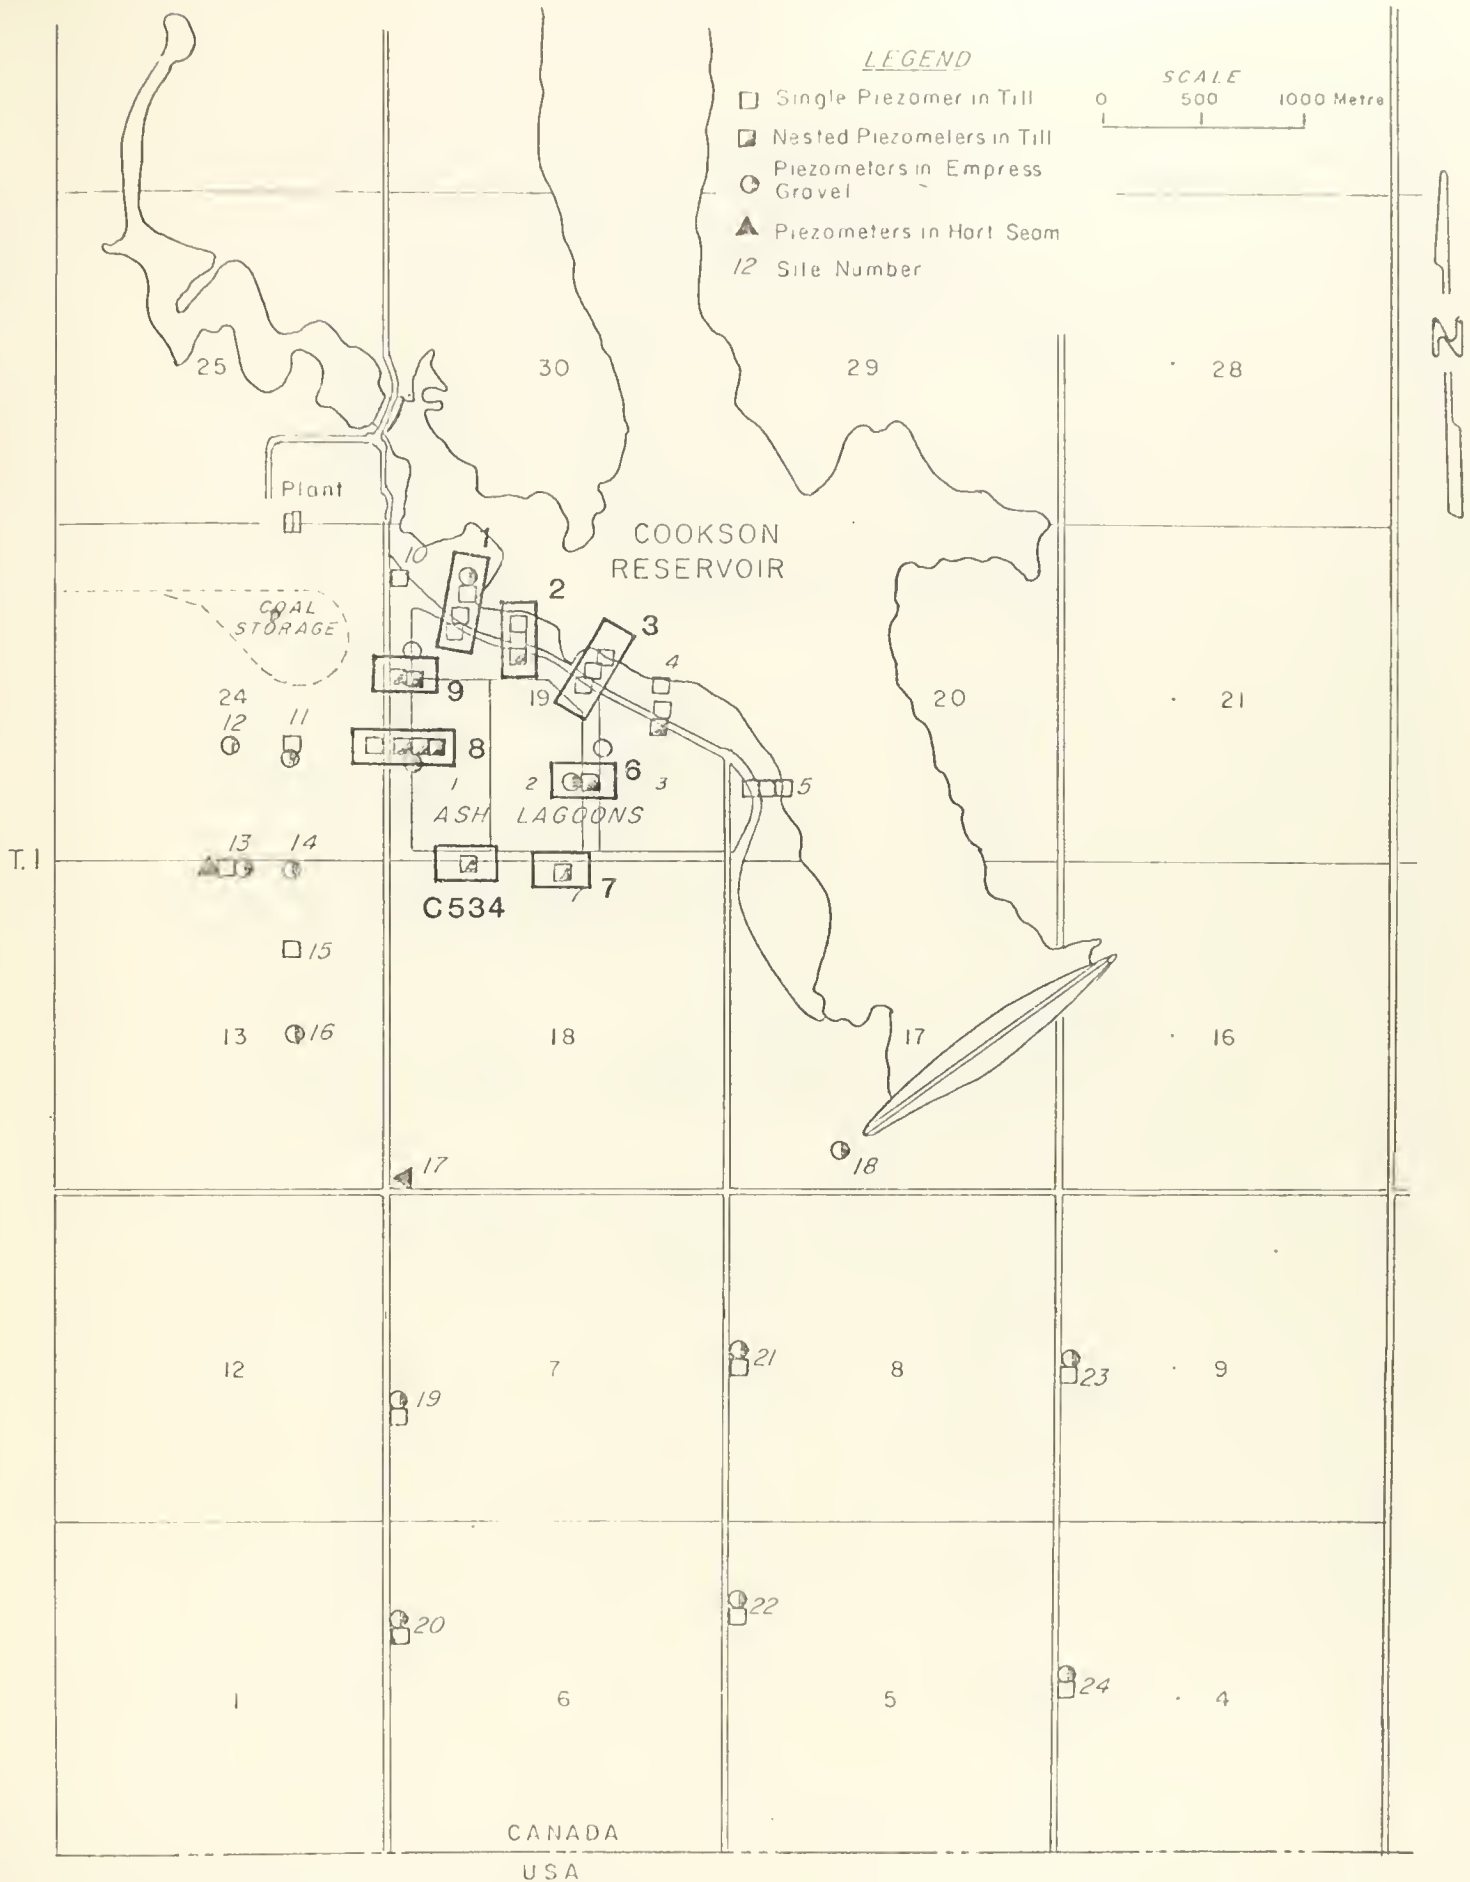 LEGEND
Single Piezomer in Till
Nested Piezometers in Till
Piezometers in Empress
Gravel
Piezometers in Hart Seam
12 Site Number
SCALE
0 500 1000 Metre
N
25 30 29 28
Plant
COOKSON
RESERVOIR
10 1 2 3 4
COAL
STORAGE
9
24 19 20 21
12 11
8
6
1 2 3 5
ASH LAGOONS
T.1
13 14
C534
7 7
15
13 16 18 17 16
17
18
12 7 21 8 23 9
19
20 22
24
1 6 5 4
CANADA
USA